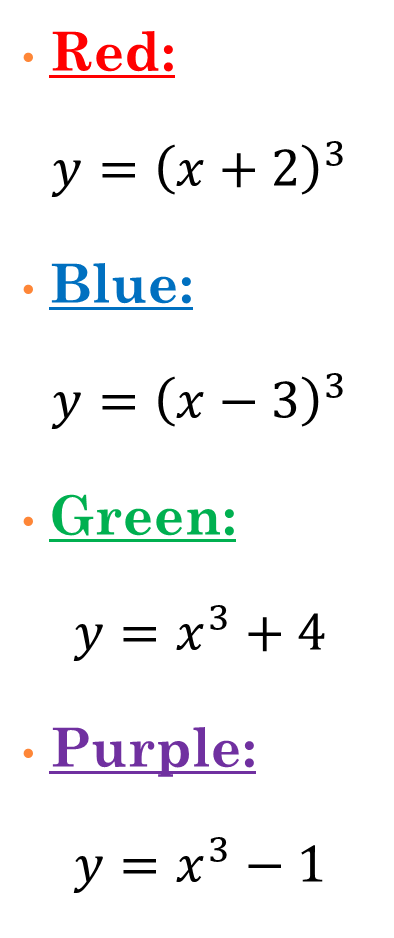 • Red:
y = (x + 2)³
• Blue:
y = (x − 3)³
• Green:
y = x³ + 4
• Purple:
y = x³ − 1